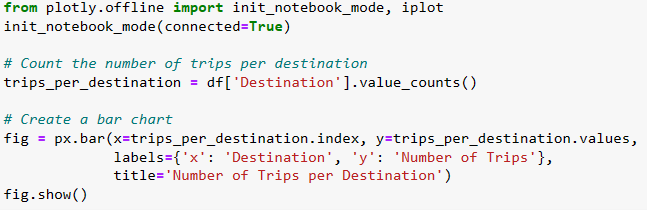 from plotly.offline import init_notebook_mode, iplot
init_notebook_mode(connected=True)
# Count the number of trips per destination
trips_per_destination = df['Destination'].value_counts()
# Create a bar chart
fig = px.bar(x=trips_per_destination.index, y=trips_per_destination.values,
labels={'x': 'Destination', 'y': 'Number of Trips'},
title='Number of Trips per Destination')
fig.show()